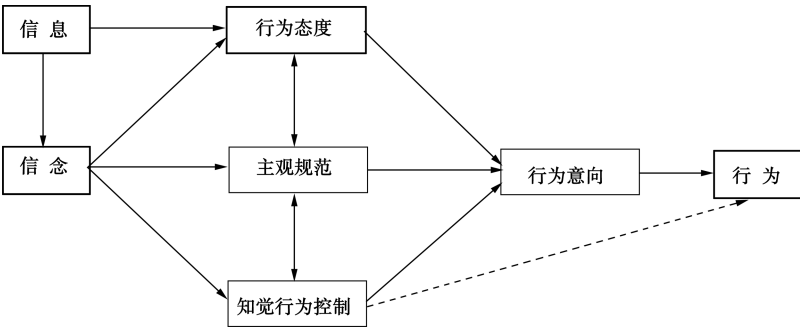 信 息
行为态度
信 念
主观规范
行为意向
行 为
知觉行为控制